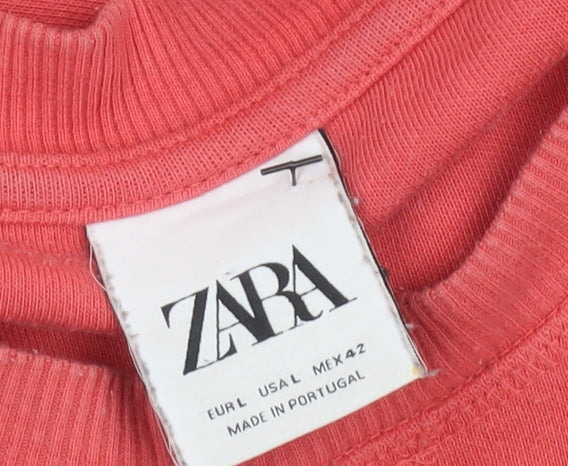 ZARA
EUR L USA L MEX 42
MADE IN PORTUGAL